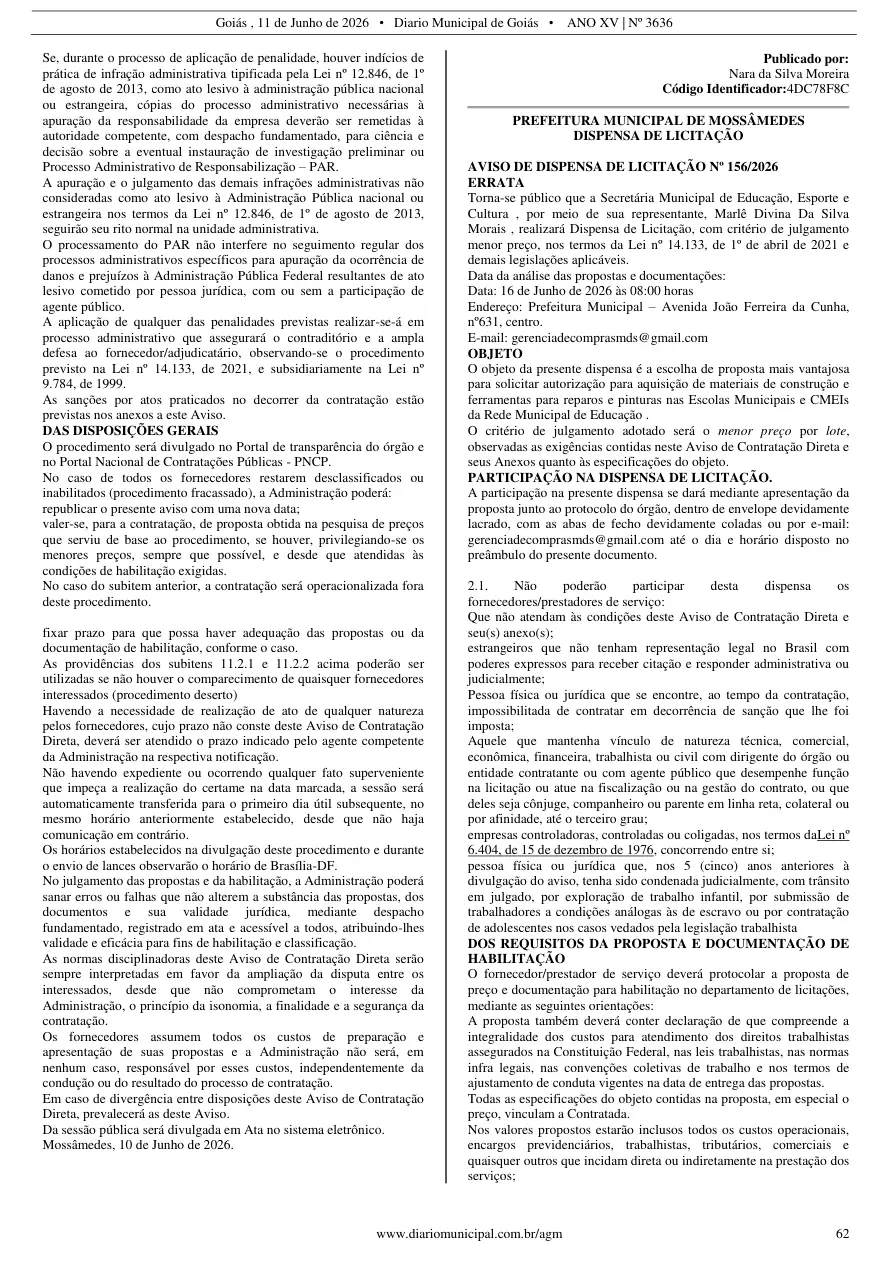 Goiás , 11 de Junho de 2026 • Diario Municipal de Goiás • ANO XV | Nº 3636
Se, durante o processo de aplicação de penalidade, houver indícios de
prática de infração administrativa tipificada pela Lei nº 12.846, de 1º
de agosto de 2013, como ato lesivo à administração pública nacional
ou estrangeira, cópias do processo administrativo necessárias à
apuração da responsabilidade da empresa deverão ser remetidas à
autoridade competente, com despacho fundamentado, para ciência e
decisão sobre a eventual instauração de investigação preliminar ou
Processo Administrativo de Responsabilização – PAR.
A apuração e o julgamento das demais infrações administrativas não
consideradas como ato lesivo à Administração Pública nacional ou
estrangeira nos termos da Lei nº 12.846, de 1º de agosto de 2013,
seguirão seu rito normal na unidade administrativa.
O processamento do PAR não interfere no seguimento regular dos
processos administrativos específicos para apuração da ocorrência de
danos e prejuízos à Administração Pública Federal resultantes de ato
lesivo cometido por pessoa jurídica, com ou sem a participação de
agente público.
A aplicação de qualquer das penalidades previstas realizar-se-á em
processo administrativo que assegurará o contraditório e a ampla
defesa ao fornecedor/adjudicatário, observando-se o procedimento
previsto na Lei nº 14.133, de 2021, e subsidiariamente na Lei nº
9.784, de 1999.
As sanções por atos praticados no decorrer da contratação estão
previstas nos anexos a este Aviso.
DAS DISPOSIÇÕES GERAIS
O procedimento será divulgado no Portal de transparência do órgão e
no Portal Nacional de Contratações Públicas - PNCP.
No caso de todos os fornecedores restarem desclassificados ou
inabilitados (procedimento fracassado), a Administração poderá:
republicar o presente aviso com uma nova data;
valer-se, para a contratação, de proposta obtida na pesquisa de preços
que serviu de base ao procedimento, se houver, privilegiando-se os
menores preços, sempre que possível, e desde que atendidas às
condições de habilitação exigidas.
No caso do subitem anterior, a contratação será operacionalizada fora
deste procedimento.
fixar prazo para que possa haver adequação das propostas ou da
documentação de habilitação, conforme o caso.
As providências dos subitens 11.2.1 e 11.2.2 acima poderão ser
utilizadas se não houver o comparecimento de quaisquer fornecedores
interessados (procedimento deserto)
Havendo a necessidade de realização de ato de qualquer natureza
pelos fornecedores, cujo prazo não conste deste Aviso de Contratação
Direta, deverá ser atendido o prazo indicado pelo agente competente
da Administração na respectiva notificação.
Não havendo expediente ou ocorrendo qualquer fato superveniente
que impeça a realização do certame na data marcada, a sessão será
automaticamente transferida para o primeiro dia útil subsequente, no
mesmo horário anteriormente estabelecido, desde que não haja
comunicação em contrário.
Os horários estabelecidos na divulgação deste procedimento e durante
o envio de lances observarão o horário de Brasília-DF.
No julgamento das propostas e da habilitação, a Administração poderá
sanar erros ou falhas que não alterem a substância das propostas, dos
documentos e sua validade jurídica, mediante despacho
fundamentado, registrado em ata e acessível a todos, atribuindo-lhes
validade e eficácia para fins de habilitação e classificação.
As normas disciplinadoras deste Aviso de Contratação Direta serão
sempre interpretadas em favor da ampliação da disputa entre os
interessados, desde que não comprometam o interesse da
Administração, o princípio da isonomia, a finalidade e a segurança da
contratação.
Os fornecedores assumem todos os custos de preparação e
apresentação de suas propostas e a Administração não será, em
nenhum caso, responsável por esses custos, independentemente da
condução ou do resultado do processo de contratação.
Em caso de divergência entre disposições deste Aviso de Contratação
Direta, prevalecerá as deste Aviso.
Da sessão pública será divulgada em Ata no sistema eletrônico.
Mossâmedes, 10 de Junho de 2026.
Publicado por:
Nara da Silva Moreira
Código Identificador:4DC78F8C
PREFEITURA MUNICIPAL DE MOSSÂMEDES
DISPENSA DE LICITAÇÃO
AVISO DE DISPENSA DE LICITAÇÃO Nº 156/2026
ERRATA
Torna-se público que a Secretária Municipal de Educação, Esporte e
Cultura , por meio de sua representante, Marlê Divina Da Silva
Morais , realizará Dispensa de Licitação, com critério de julgamento
menor preço, nos termos da Lei nº 14.133, de 1º de abril de 2021 e
demais legislações aplicáveis.
Data da análise das propostas e documentações:
Data: 16 de Junho de 2026 às 08:00 horas
Endereço: Prefeitura Municipal – Avenida João Ferreira da Cunha,
nº631, centro.
E-mail: gerenciadecomprasmds@gmail.com
OBJETO
O objeto da presente dispensa é a escolha de proposta mais vantajosa
para solicitar autorização para aquisição de materiais de construção e
ferramentas para reparos e pinturas nas Escolas Municipais e CMEIs
da Rede Municipal de Educação .
O critério de julgamento adotado será o menor preço por lote,
observadas as exigências contidas neste Aviso de Contratação Direta e
seus Anexos quanto às especificações do objeto.
PARTICIPAÇÃO NA DISPENSA DE LICITAÇÃO.
A participação na presente dispensa se dará mediante apresentação da
proposta junto ao protocolo do órgão, dentro de envelope devidamente
lacrado, com as abas de fecho devidamente coladas ou por e-mail:
gerenciadecomprasmds@gmail.com até o dia e horário disposto no
preâmbulo do presente documento.
2.1. Não poderão participar desta dispensa os
fornecedores/prestadores de serviço:
Que não atendam às condições deste Aviso de Contratação Direta e
seu(s) anexo(s);
estrangeiros que não tenham representação legal no Brasil com
poderes expressos para receber citação e responder administrativa ou
judicialmente;
Pessoa física ou jurídica que se encontre, ao tempo da contratação,
impossibilitada de contratar em decorrência de sanção que lhe foi
imposta;
Aquele que mantenha vínculo de natureza técnica, comercial,
econômica, financeira, trabalhista ou civil com dirigente do órgão ou
entidade contratante ou com agente público que desempenhe função
na licitação ou atue na fiscalização ou na gestão do contrato, ou que
deles seja cônjuge, companheiro ou parente em linha reta, colateral ou
por afinidade, até o terceiro grau;
empresas controladoras, controladas ou coligadas, nos termos daLei nº
6.404, de 15 de dezembro de 1976, concorrendo entre si;
pessoa física ou jurídica que, nos 5 (cinco) anos anteriores à
divulgação do aviso, tenha sido condenada judicialmente, com trânsito
em julgado, por exploração de trabalho infantil, por submissão de
trabalhadores a condições análogas às de escravo ou por contratação
de adolescentes nos casos vedados pela legislação trabalhista
DOS REQUISITOS DA PROPOSTA E DOCUMENTAÇÃO DE
HABILITAÇÃO
O fornecedor/prestador de serviço deverá protocolar a proposta de
preço e documentação para habilitação no departamento de licitações,
mediante as seguintes orientações:
A proposta também deverá conter declaração de que compreende a
integralidade dos custos para atendimento dos direitos trabalhistas
assegurados na Constituição Federal, nas leis trabalhistas, nas normas
infra legais, nas convenções coletivas de trabalho e nos termos de
ajustamento de conduta vigentes na data de entrega das propostas.
Todas as especificações do objeto contidas na proposta, em especial o
preço, vinculam a Contratada.
Nos valores propostos estarão inclusos todos os custos operacionais,
encargos previdenciários, trabalhistas, tributários, comerciais e
quaisquer outros que incidam direta ou indiretamente na prestação dos
serviços;
www.diariomunicipal.com.br/agm
62